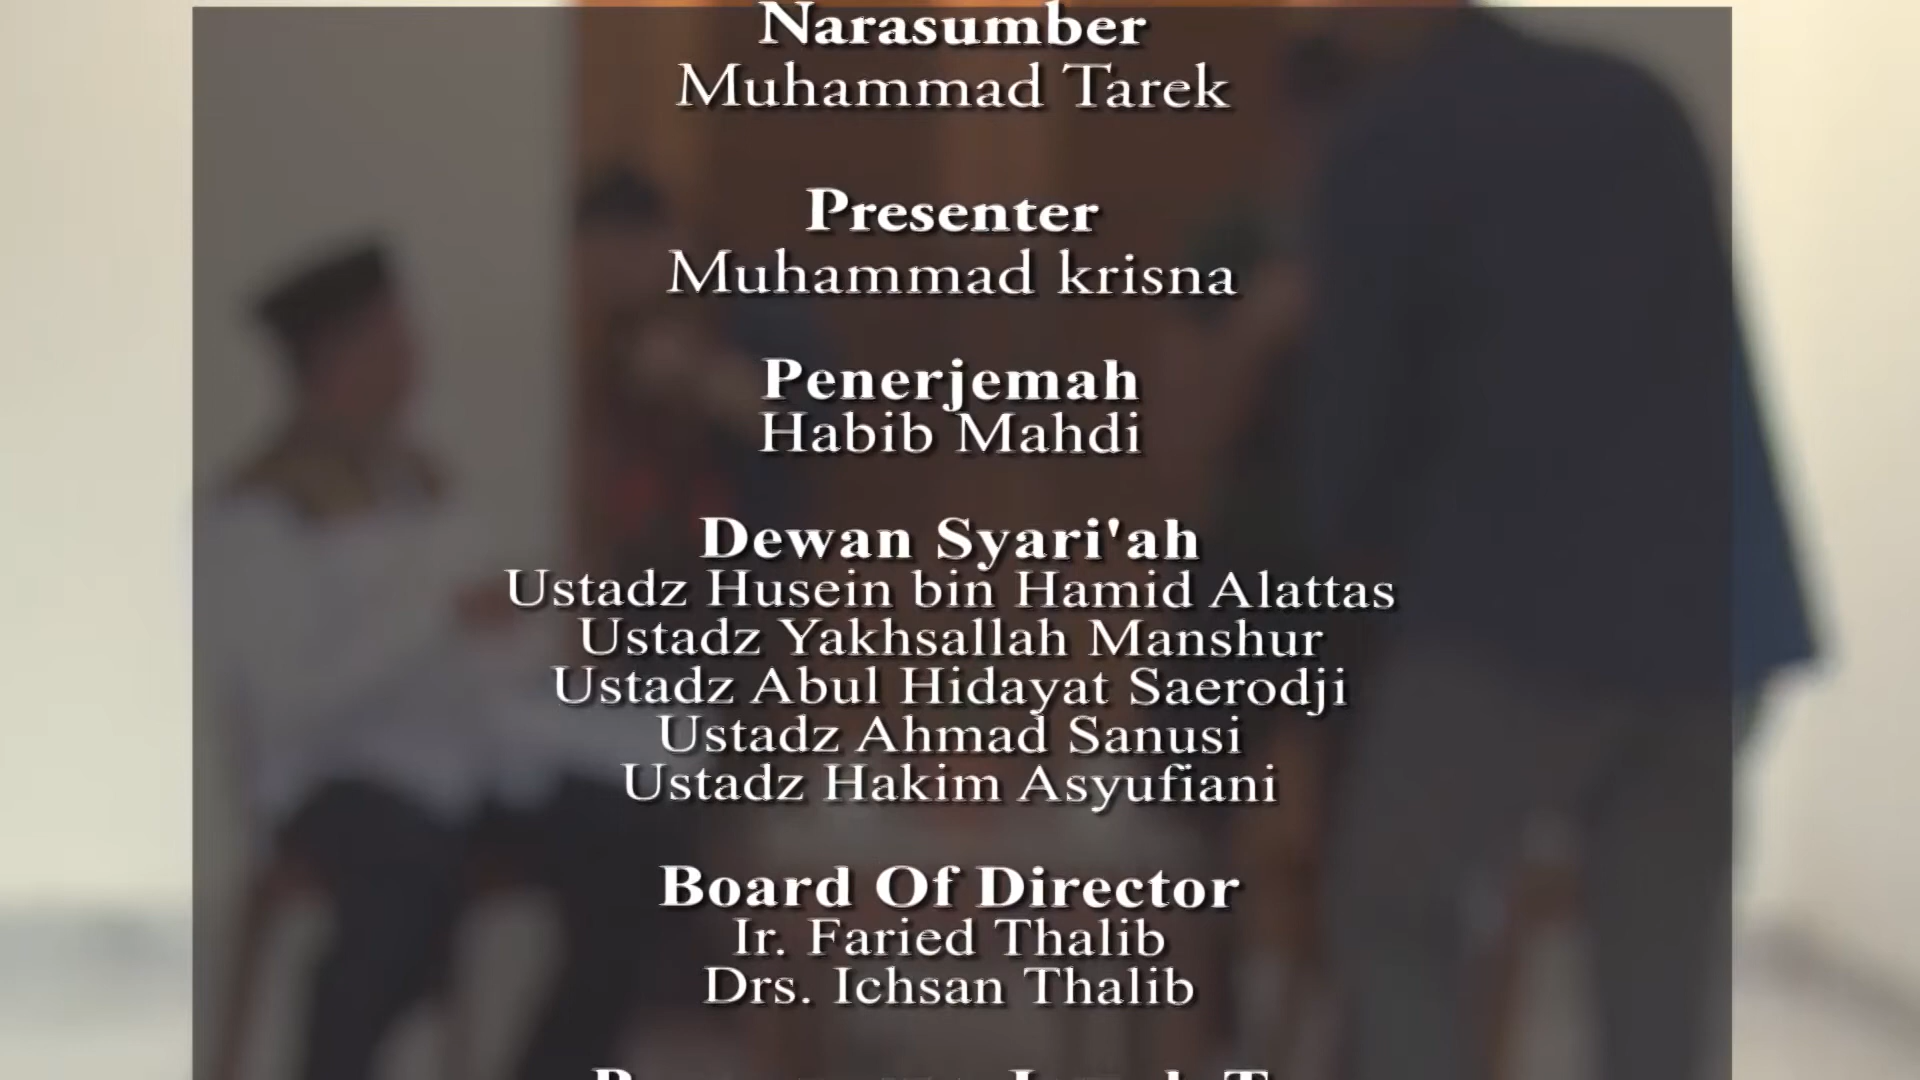 Narasumber
Muhammad Tarek
Presenter
Muhammad krisna
Penerjemah
Habib Mahdi
Dewan Syari'ah
Ustadz Husein bin Hamid Alattas
Ustadz Yakhsallah Manshur
Ustadz Abul Hidayat Saerodji
Ustadz Ahmad Sanusi
Ustadz Hakim Asyufiani
Board Of Director
Ir. Faried Thalib
Drs. Ichsan Thalib